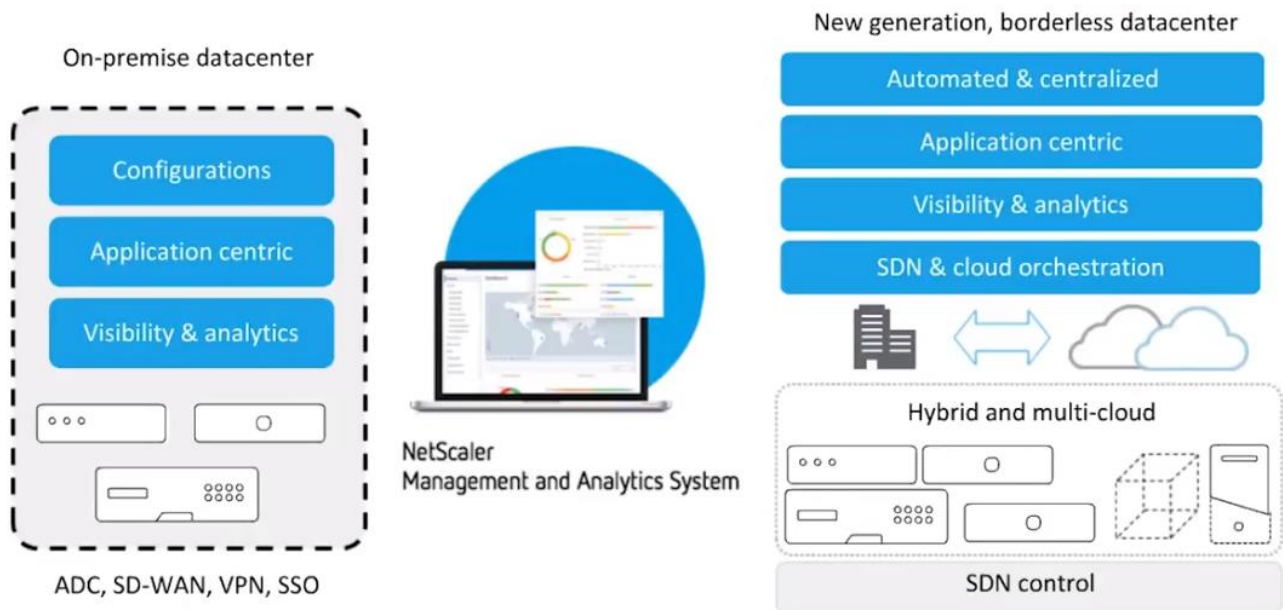 On-premise datacenter
Configurations
Application centric
Visibility & analytics
ADC, SD-WAN, VPN, SSO
NetScaler
Management and Analytics System
New generation, borderless datacenter
Automated & centralized
Application centric
Visibility & analytics
SDN & cloud orchestration
Hybrid and multi-cloud
SDN control